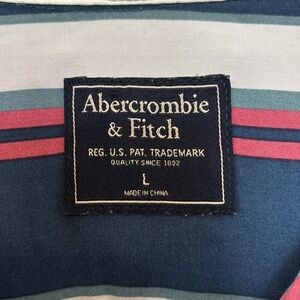 Abercrombie
& Fitch
REG. U.S. PAT. TRADEMARK
QUALITY SINCE 1892
L
MADE IN CHINA